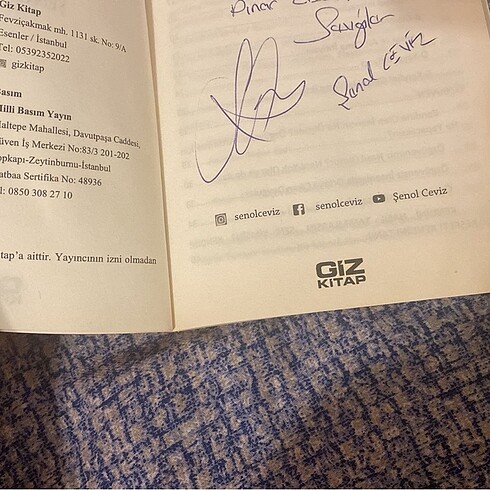 Giz Kitap
Fevziçakmak mh. 1131 sk. No: 9/A
Esenler / İstanbul
Tel: 05392352022
gizkitap
Basım
Milli Basım Yayın
Maltepe Mahallesi, Davutpaşa Caddesi,
Güven İş Merkezi No:83/3 201-202
Topkapı-Zeytinburnu-İstanbul
Matbaa Sertifika No: 48936
Tel: 0850 308 27 10
tap'a aittir. Yayıncının izni olmadan
Pınar
Saygılar
Şenol CEVİZ
senolceviz senolceviz Şenol Ceviz
GİZ
KİTAP